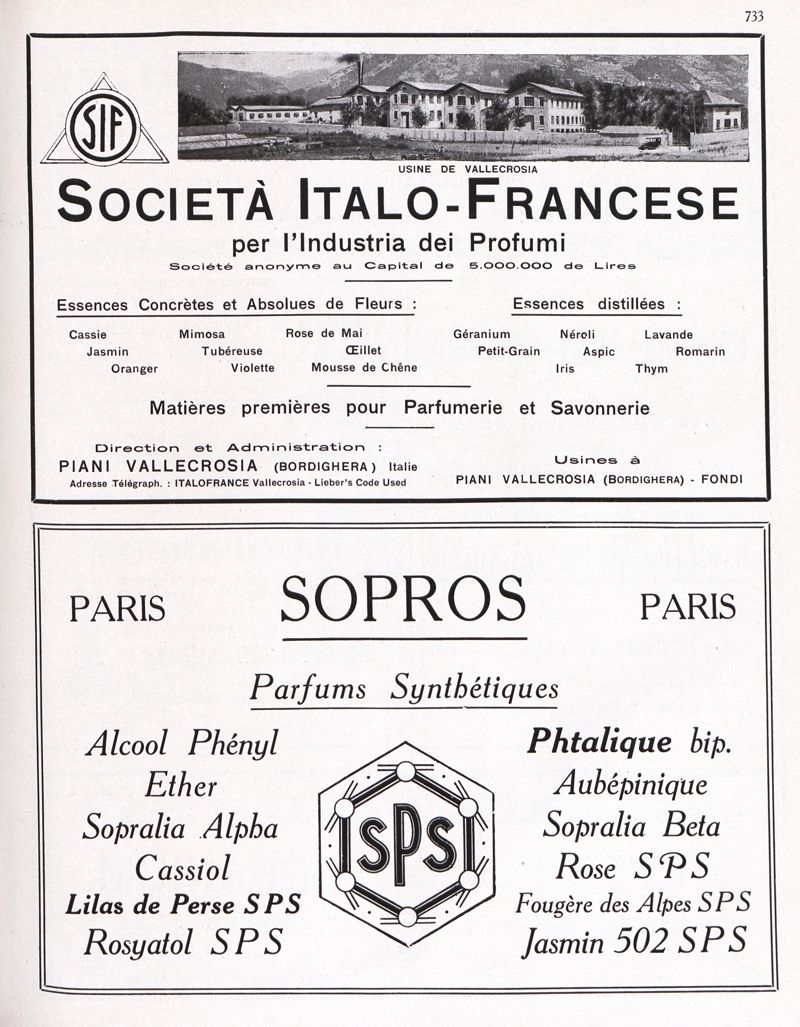 733
SIF
USINE DE VALLECROSIA
SOCIETÀ ITALO-FRANCESE
per l'Industria dei Profumi
Société anonyme au Capital de 5.000.000 de Lires
Essences Concrètes et Absolues de Fleurs :
Cassie Mimosa Rose de Mai
Jasmin Tubéreuse Œillet
Oranger Violette Mousse de Chêne
Essences distillées :
Géranium Néroli Lavande
Petit-Grain Aspic Romarin
Iris Thym
Matières premières pour Parfumerie et Savonnerie
Direction et Administration :
PIANI VALLECROSIA (BORDIGHERA) Italie
Adresse Télégraph. : ITALOFRANCE Vallecrosia - Lieber's Code Used
Usines à
PIANI VALLECROSIA (BORDIGHERA) - FONDI
PARIS SOPROS PARIS
Parfums Synthétiques
Alcool Phényl
Ether
Sopralia Alpha
Cassiol
Lilas de Perse SPS
Rosyatol SPS
SPS
Phtalique bip.
Aubépinique
Sopralia Beta
Rose SPS
Fougère des Alpes SPS
Jasmin 502 SPS